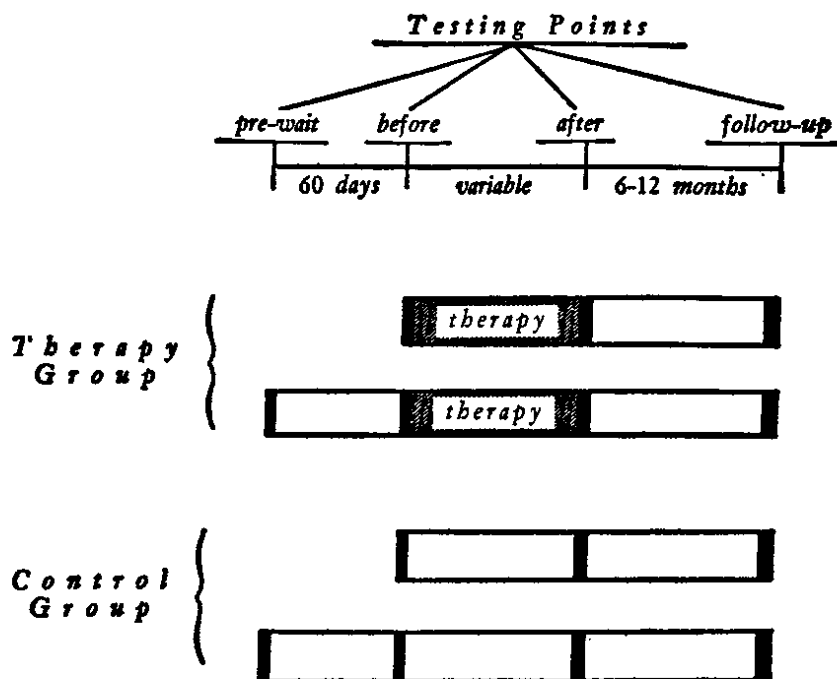 Testing Points
pre-wait before after follow-up
60 days variable 6-12 months
therapy
Therapy
Group
therapy
Control
Group